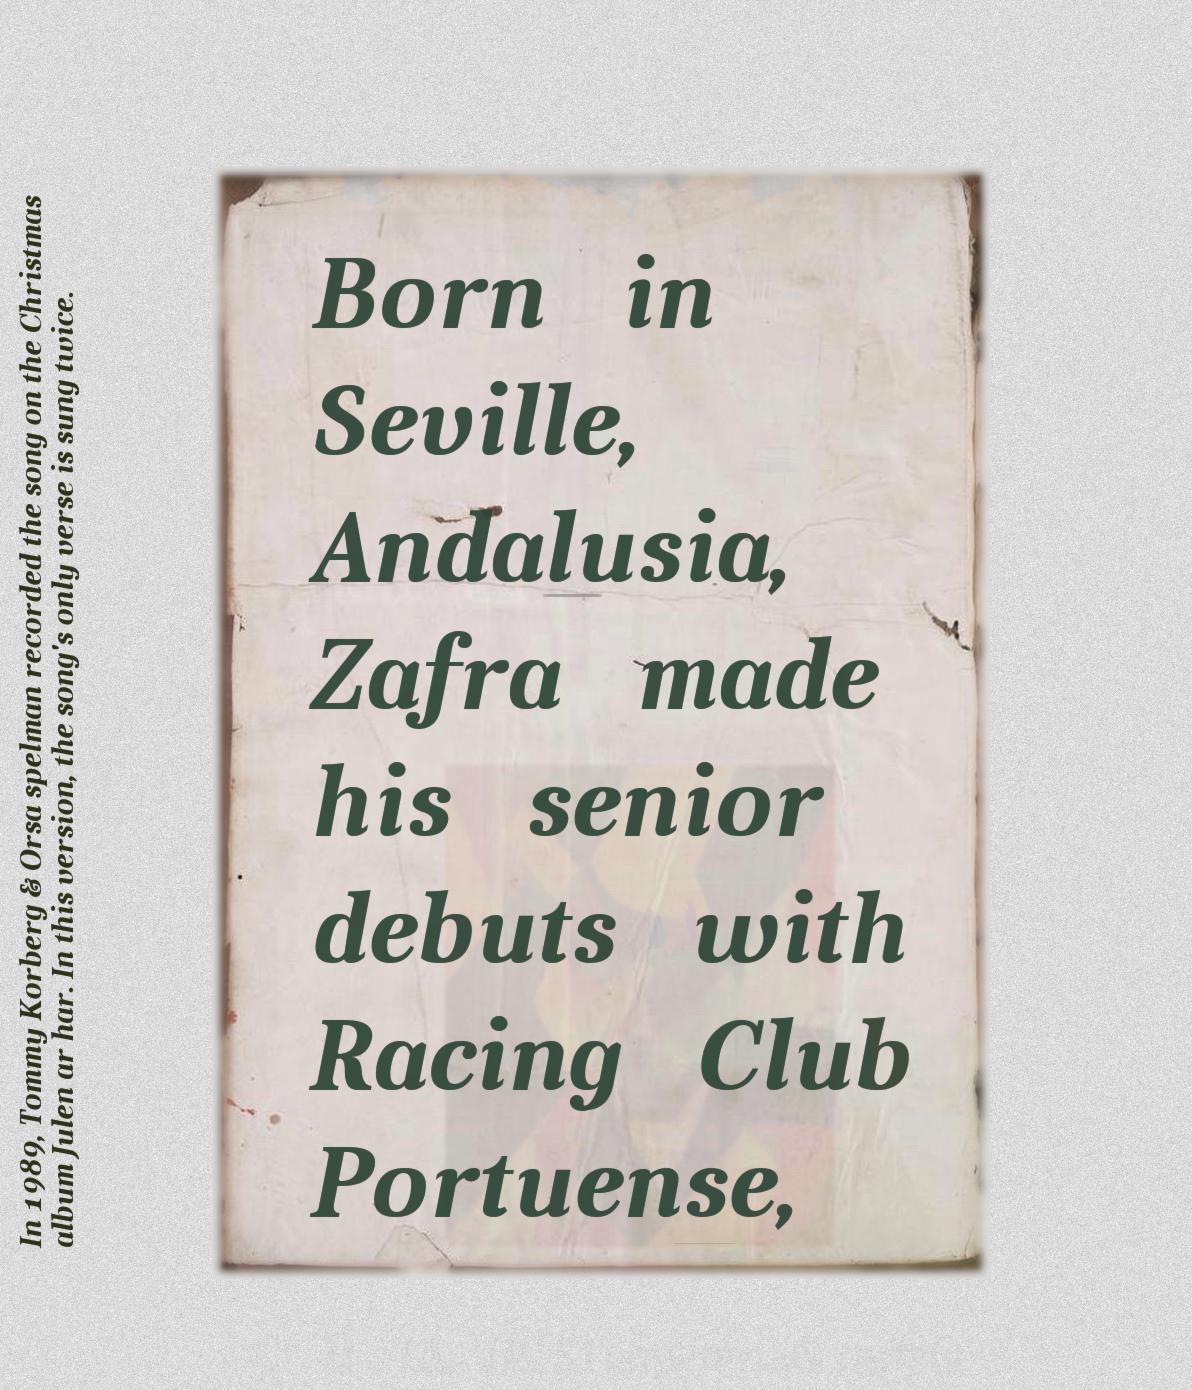 In 1989, Tommy Korberg & Orsa spelman recorded the song on the Christmas
album Julen ar har. In this version, the song's only verse is sung twice.
Born in
Seville,
Andalusia,
Zafra made
his senior
debuts with
Racing Club
Portuense,